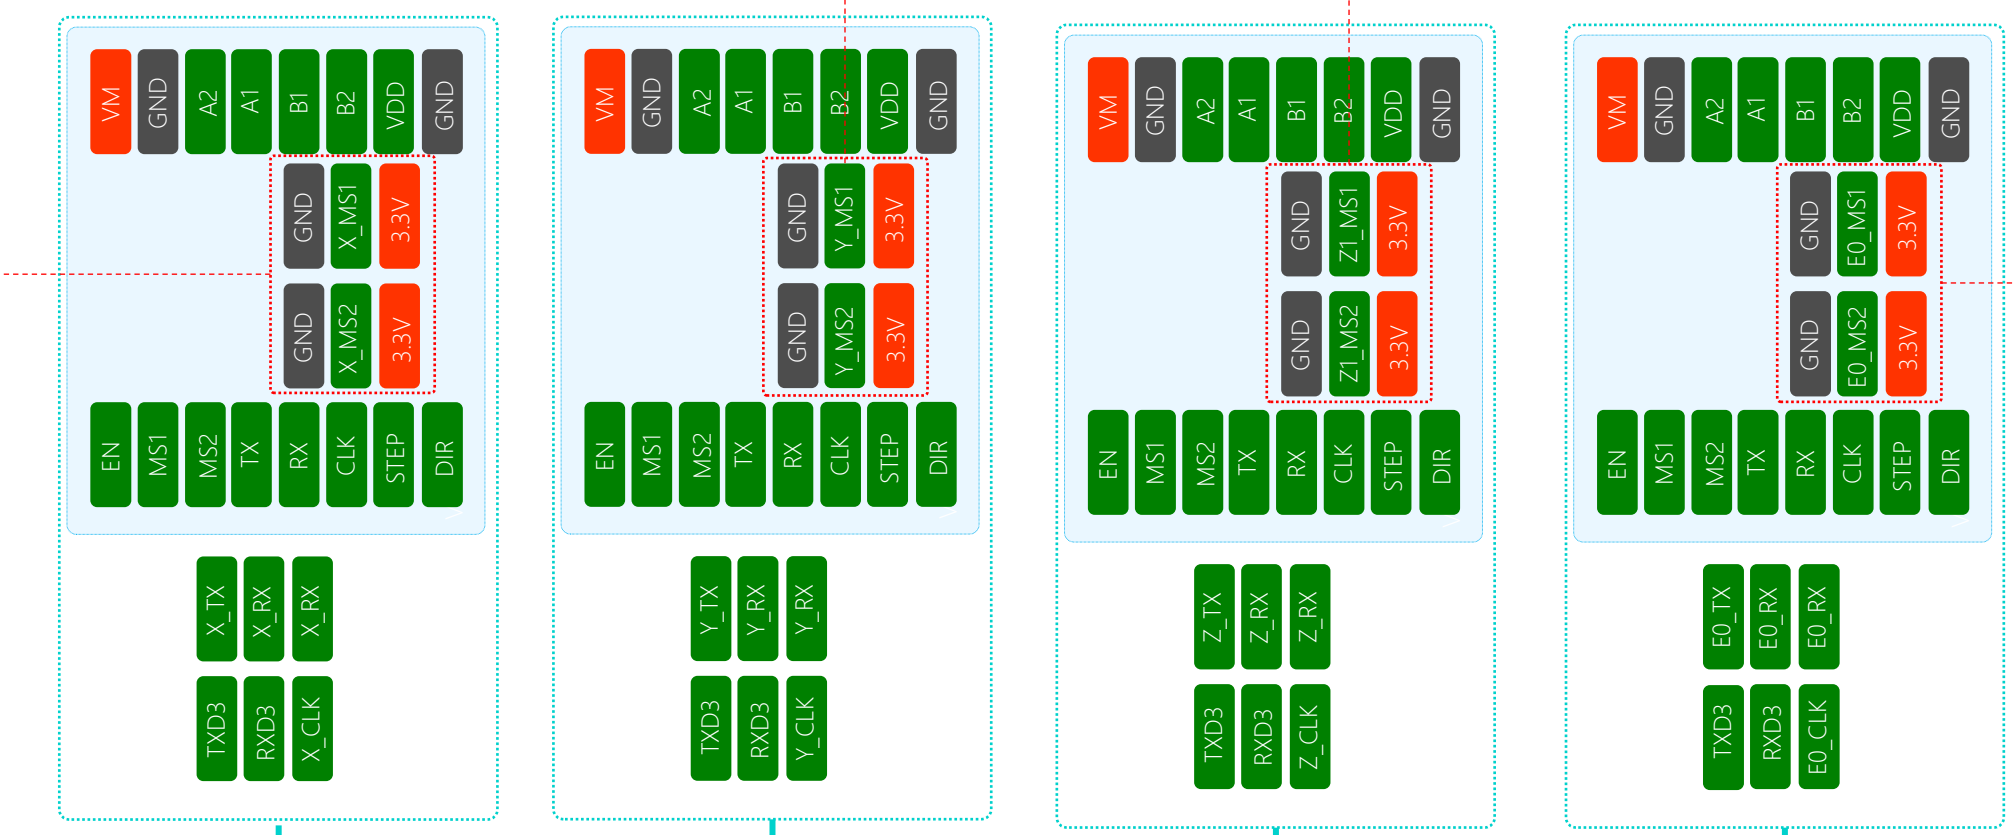 VM GND A2 A1 B1 B2 VDD GND
GND X_MS1 3.3V
GND X_MS2 3.3V
EN MS1 MS2 TX RX CLK STEP DIR
X_TX X_RX X_RX
TXD3 RXD3 X_CLK
VM GND A2 A1 B1 B2 VDD GND
GND Y_MS1 3.3V
GND Y_MS2 3.3V
EN MS1 MS2 TX RX CLK STEP DIR
Y_TX Y_RX Y_RX
TXD3 RXD3 Y_CLK
VM GND A2 A1 B1 B2 VDD GND
GND Z1_MS1 3.3V
GND Z1_MS2 3.3V
EN MS1 MS2 TX RX CLK STEP DIR
Z_TX Z_RX Z_RX
TXD3 RXD3 Z_CLK
VM GND A2 A1 B1 B2 VDD GND
GND E0_MS1 3.3V
GND E0_MS2 3.3V
EN MS1 MS2 TX RX CLK STEP DIR
E0_TX E0_RX E0_RX
TXD3 RXD3 E0_CLK